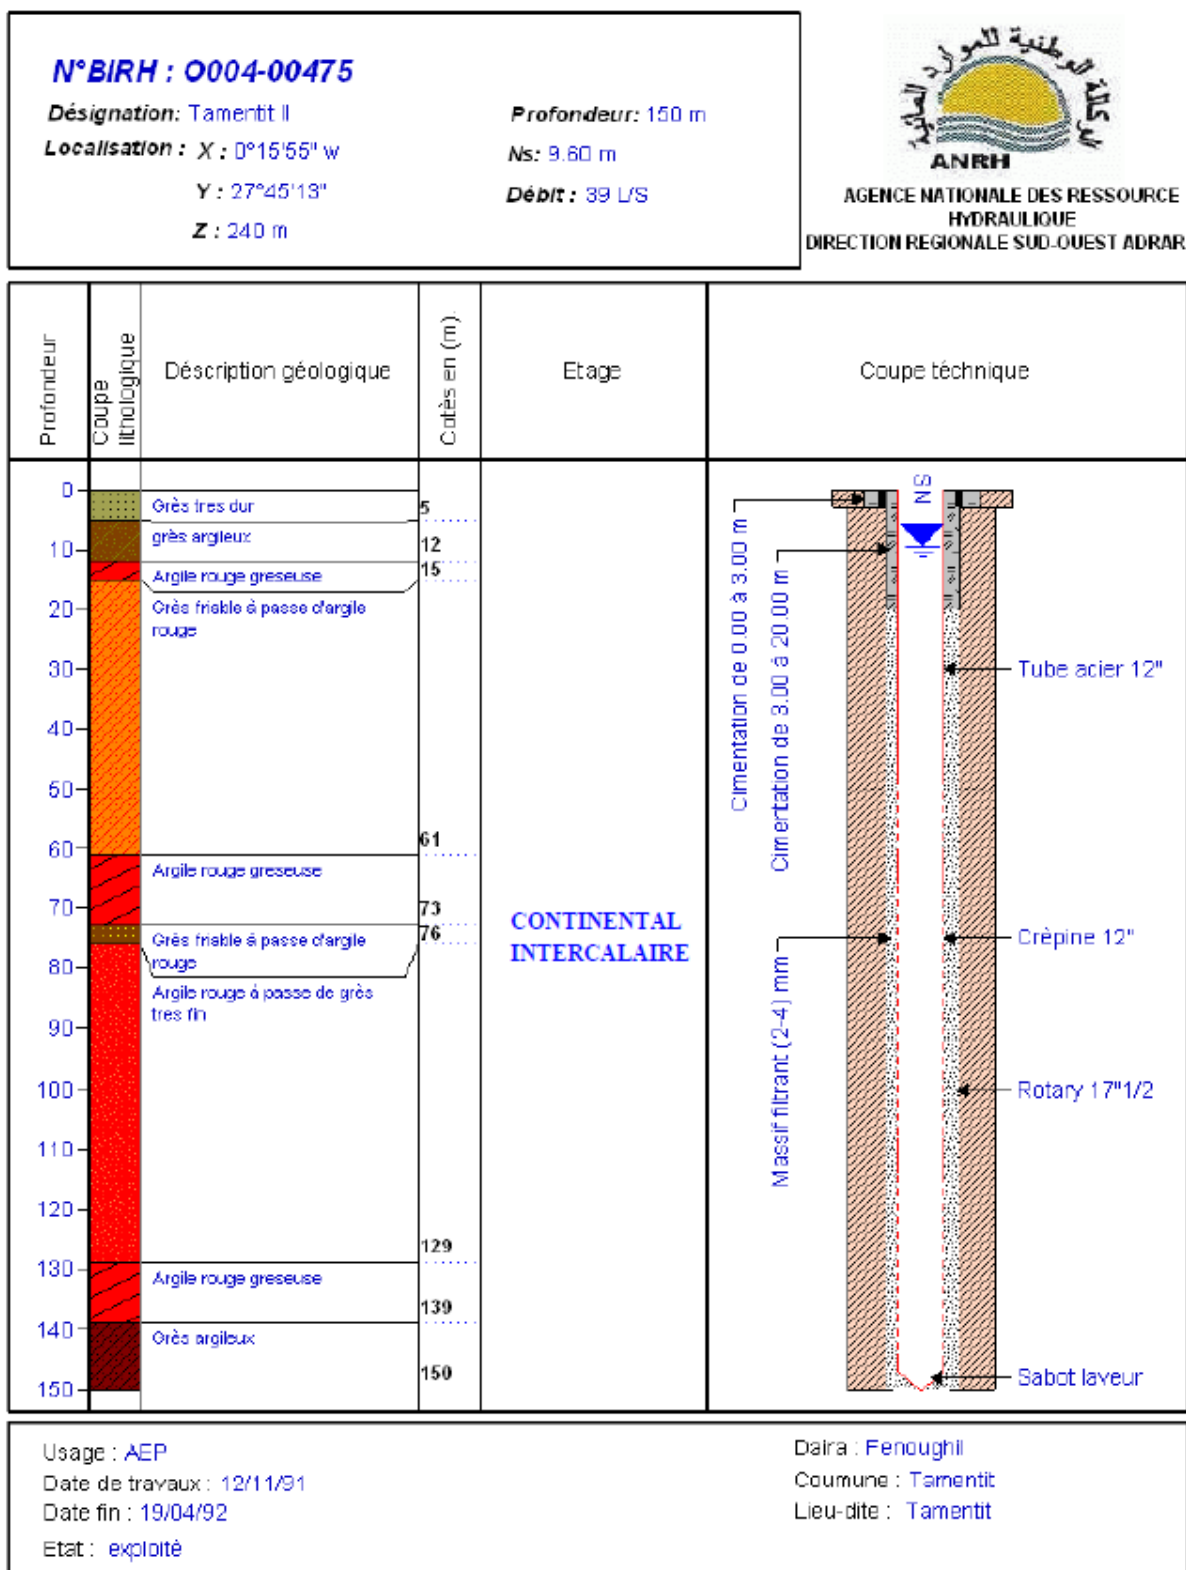 N°BIRH : O004-00475
Désignation: Tamentit II
Profondeur: 150 m
Localisation : X : 0°15'55" w
Ns: 9.60 m
Y : 27°45'13"
Débit : 39 L/S
Z : 240 m
الوكالة الوطنية للموارد المائية
ANRH
AGENCE NATIONALE DES RESSOURCE
HYDRAULIQUE
DIRECTION REGIONALE SUD-OUEST ADRAR
Profondeur
Coupe
lithologique
Déscription géologique
Cotès en (m).
Etage
Coupe téchnique
0
10
20
30
40
50
60
70
80
90
100
110
120
130
140
150
Grès tres dur
grès argileux
Argile rouge greseuse
Grès friable à passe d'argile
rouge
Argile rouge greseuse
Grès friable à passe d'argile
rouge
Argile rouge à passe de grès
tres fin
Argile rouge greseuse
Grès argileux
5
12
15
61
73
76
129
139
150
CONTINENTAL
INTERCALAIRE
NS
Cimentation de 0.00 à 3.00 m
Cimertation de 3.00 à 20.00 m
Massif filtrant (2-4) mm
Tube acier 12"
Crèpine 12"
Rotary 17"1/2
Sabot laveur
Usage : AEP
Date de travaux : 12/11/91
Date fin : 19/04/92
Etat : exploitè
Daira : Fenoughil
Coumune : Tamentit
Lieu-dite : Tamentit